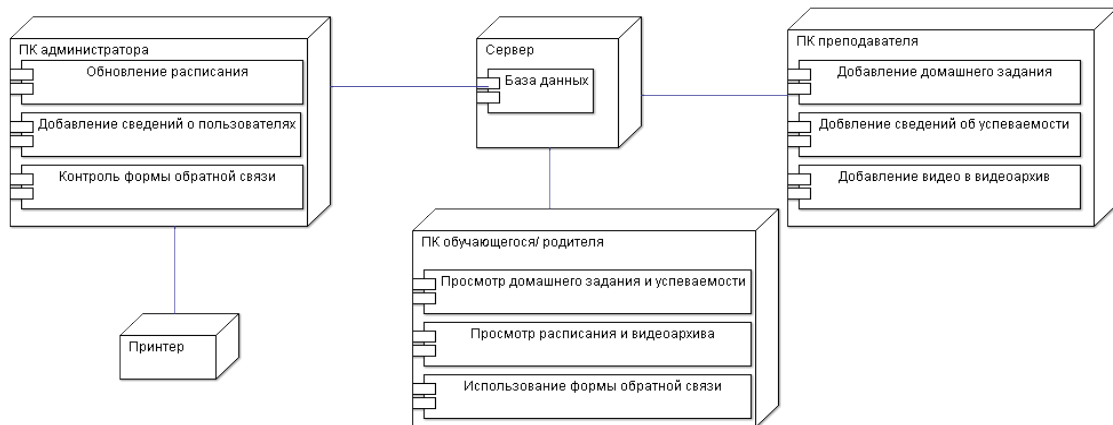 ПК администратора
Обновление расписания
Добавление сведений о пользователях
Контроль формы обратной связи
Сервер
База данных
ПК преподавателя
Добавление домашнего задания
Добвление сведений об успеваемости
Добавление видео в видеоархив
ПК обучающегося/ родителя
Просмотр домашнего задания и успеваемости
Просмотр расписания и видеоархива
Использование формы обратной связи
Принтер